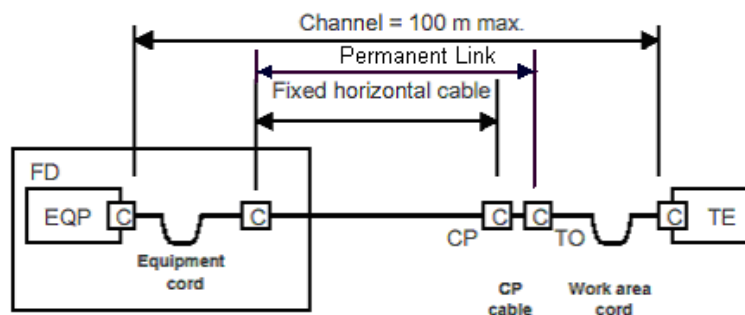 Channel = 100 m max.
Permanent Link
Fixed horizontal cable
FD
EQP
C
C
C
C
C
TE
CP
TO
Equipment
cord
CP
cable
Work area
cord